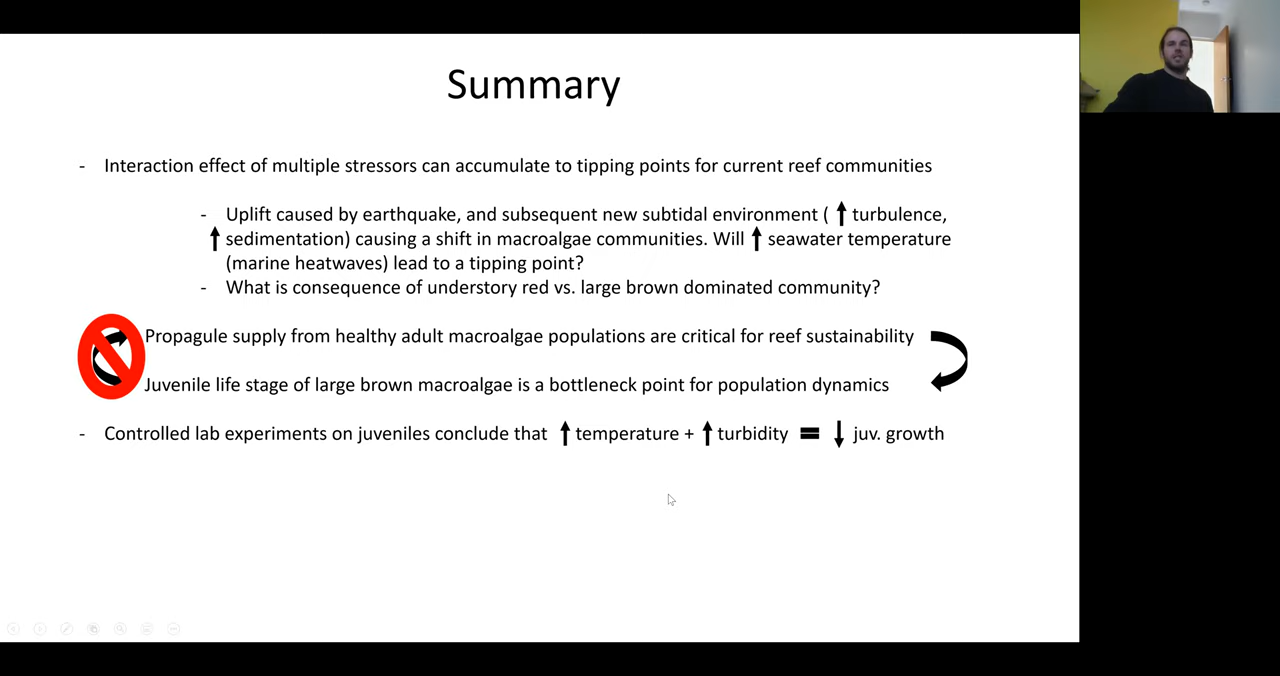 Summary
- Interaction effect of multiple stressors can accumulate to tipping points for current reef communities
- Uplift caused by earthquake, and subsequent new subtidal environment ( ↑ turbulence,
↑ sedimentation) causing a shift in macroalgae communities. Will ↑ seawater temperature
(marine heatwaves) lead to a tipping point?
- What is consequence of understory red vs. large brown dominated community?
Propagule supply from healthy adult macroalgae populations are critical for reef sustainability
Juvenile life stage of large brown macroalgae is a bottleneck point for population dynamics
- Controlled lab experiments on juveniles conclude that ↑ temperature + ↑ turbidity = ↓ juv. growth